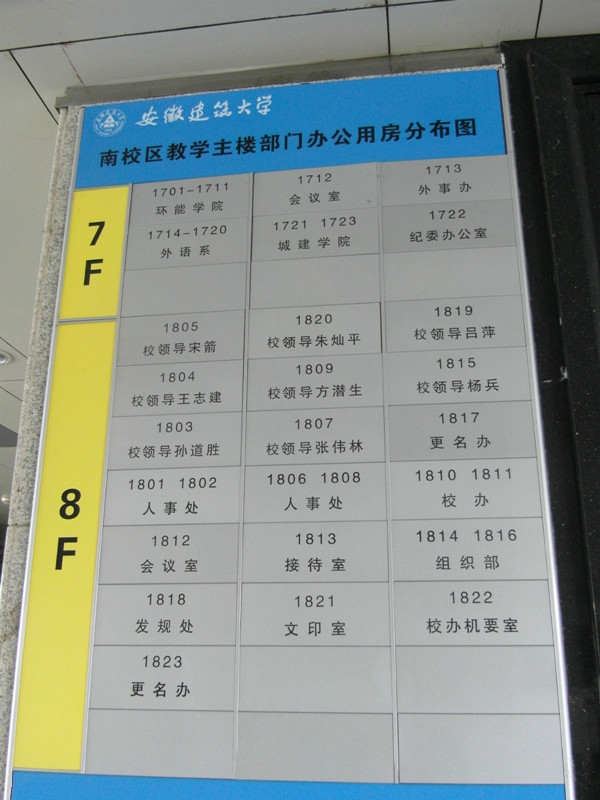 安徽建筑大学
南校区教学主楼部门办公用房分布图
7F
1701-1711 1712 1713
环能学院 会议室 外事办
1714-1720 1721 1723 1722
外语系 城建学院 纪委办公室
8F
1805 1820 1819
校领导宋箭 校领导朱灿平 校领导吕萍
1804 1809 1815
校领导王志建 校领导方潜生 校领导杨兵
1803 1807 1817
校领导孙道胜 校领导张伟林 更名办
1801 1802 1806 1808 1810 1811
人事处 人事处 校办
1812 1813 1814 1816
会议室 接待室 组织部
1818 1821 1822
发规处 文印室 校办机要室
1823
更名办